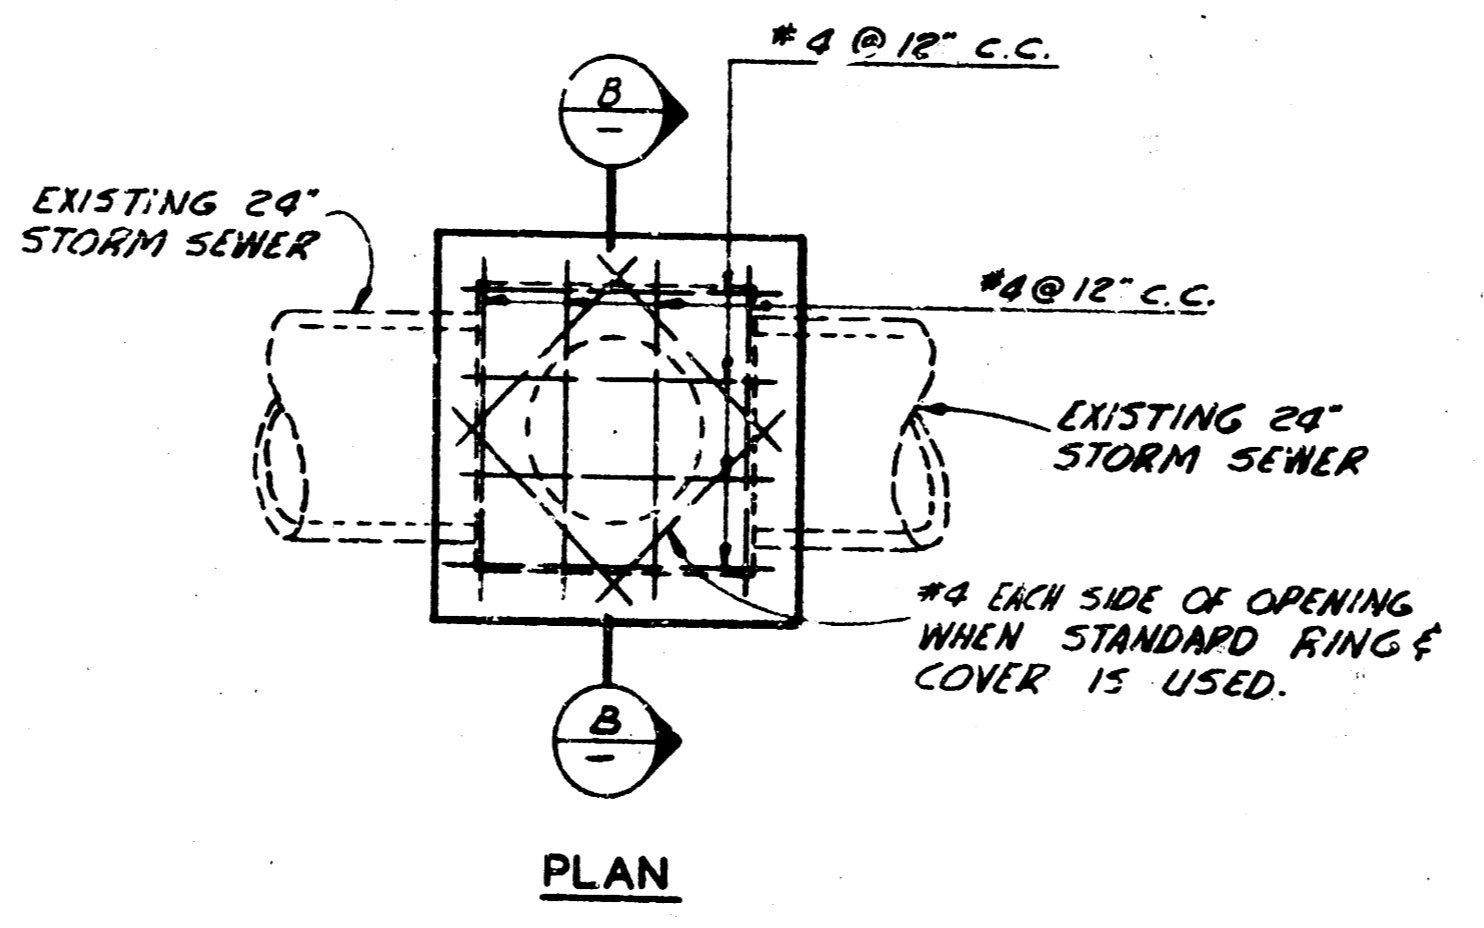 #4 @ 12" C.C.
B
–
EXISTING 24"
STORM SEWER
#4 @ 12" C.C.
EXISTING 24"
STORM SEWER
#4 EACH SIDE OF OPENING
WHEN STANDARD RING &
COVER IS USED.
B
–
PLAN